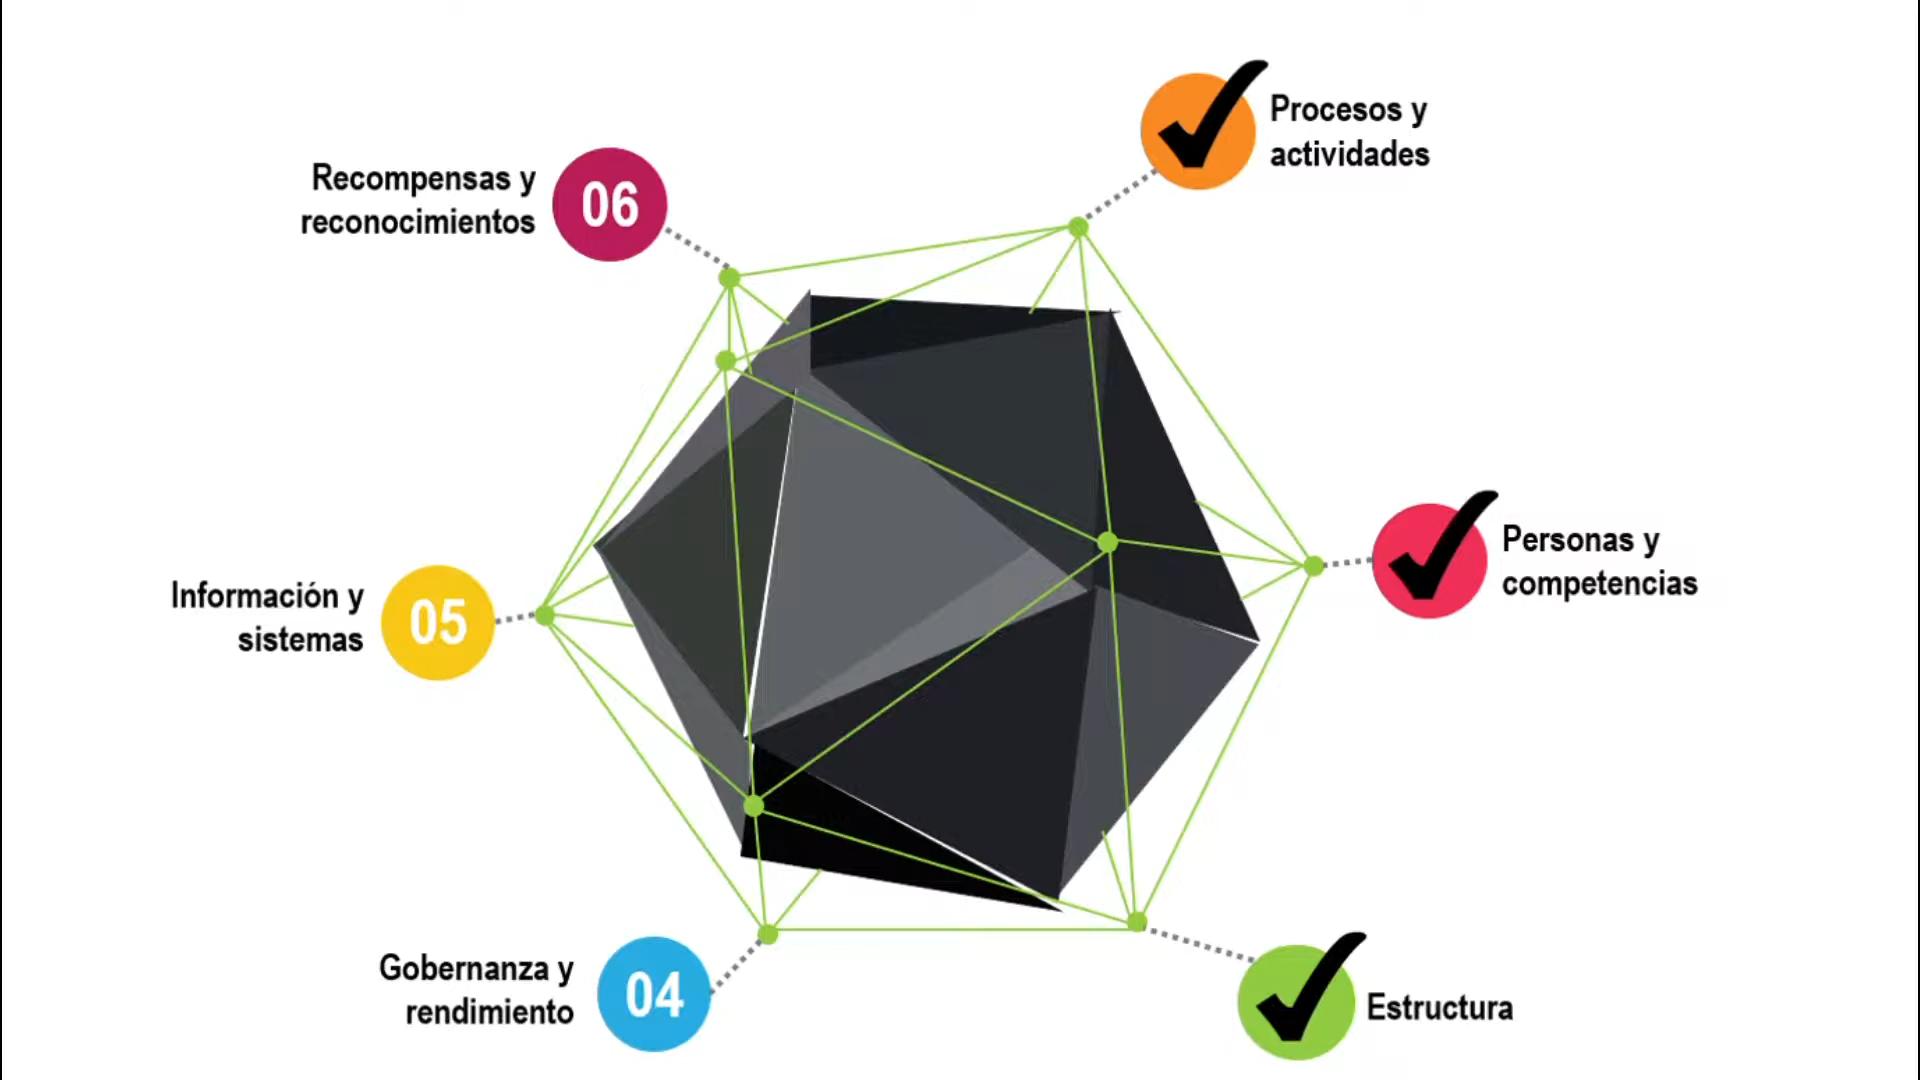 Procesos y
actividades
Recompensas y
reconocimientos
06
Personas y
competencias
Información y
sistemas
05
Gobernanza y
rendimiento
04
Estructura